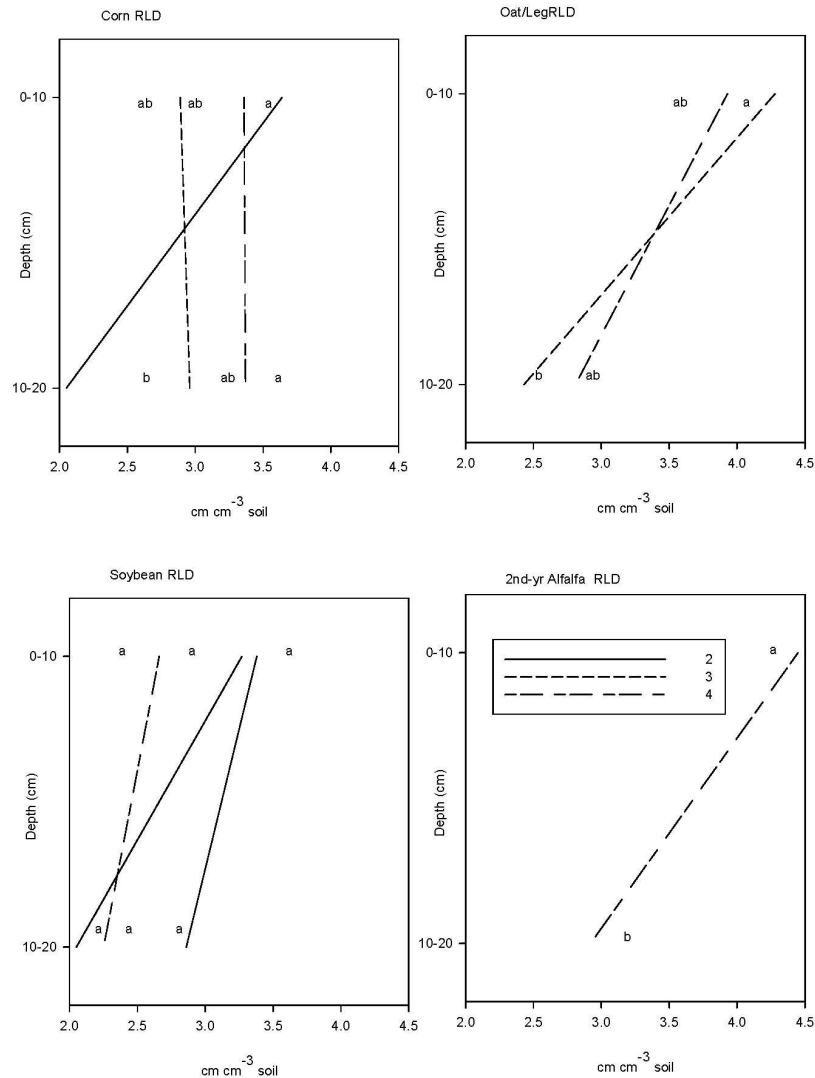 Corn RLD
0-10
ab ab a
Depth (cm)
b ab a
10-20
2.0 2.5 3.0 3.5 4.0 4.5
cm cm-3 soil
Oat/LegRLD
0-10
ab a
Depth (cm)
b ab
10-20
2.0 2.5 3.0 3.5 4.0 4.5
cm cm-3 soil
Soybean RLD
0-10
a a a
Depth (cm)
a a a
10-20
2.0 2.5 3.0 3.5 4.0 4.5
cm cm-3 soil
2nd-yr Alfalfa RLD
0-10
a
2
3
4
Depth (cm)
b
10-20
2.0 2.5 3.0 3.5 4.0 4.5
cm cm-3 soil